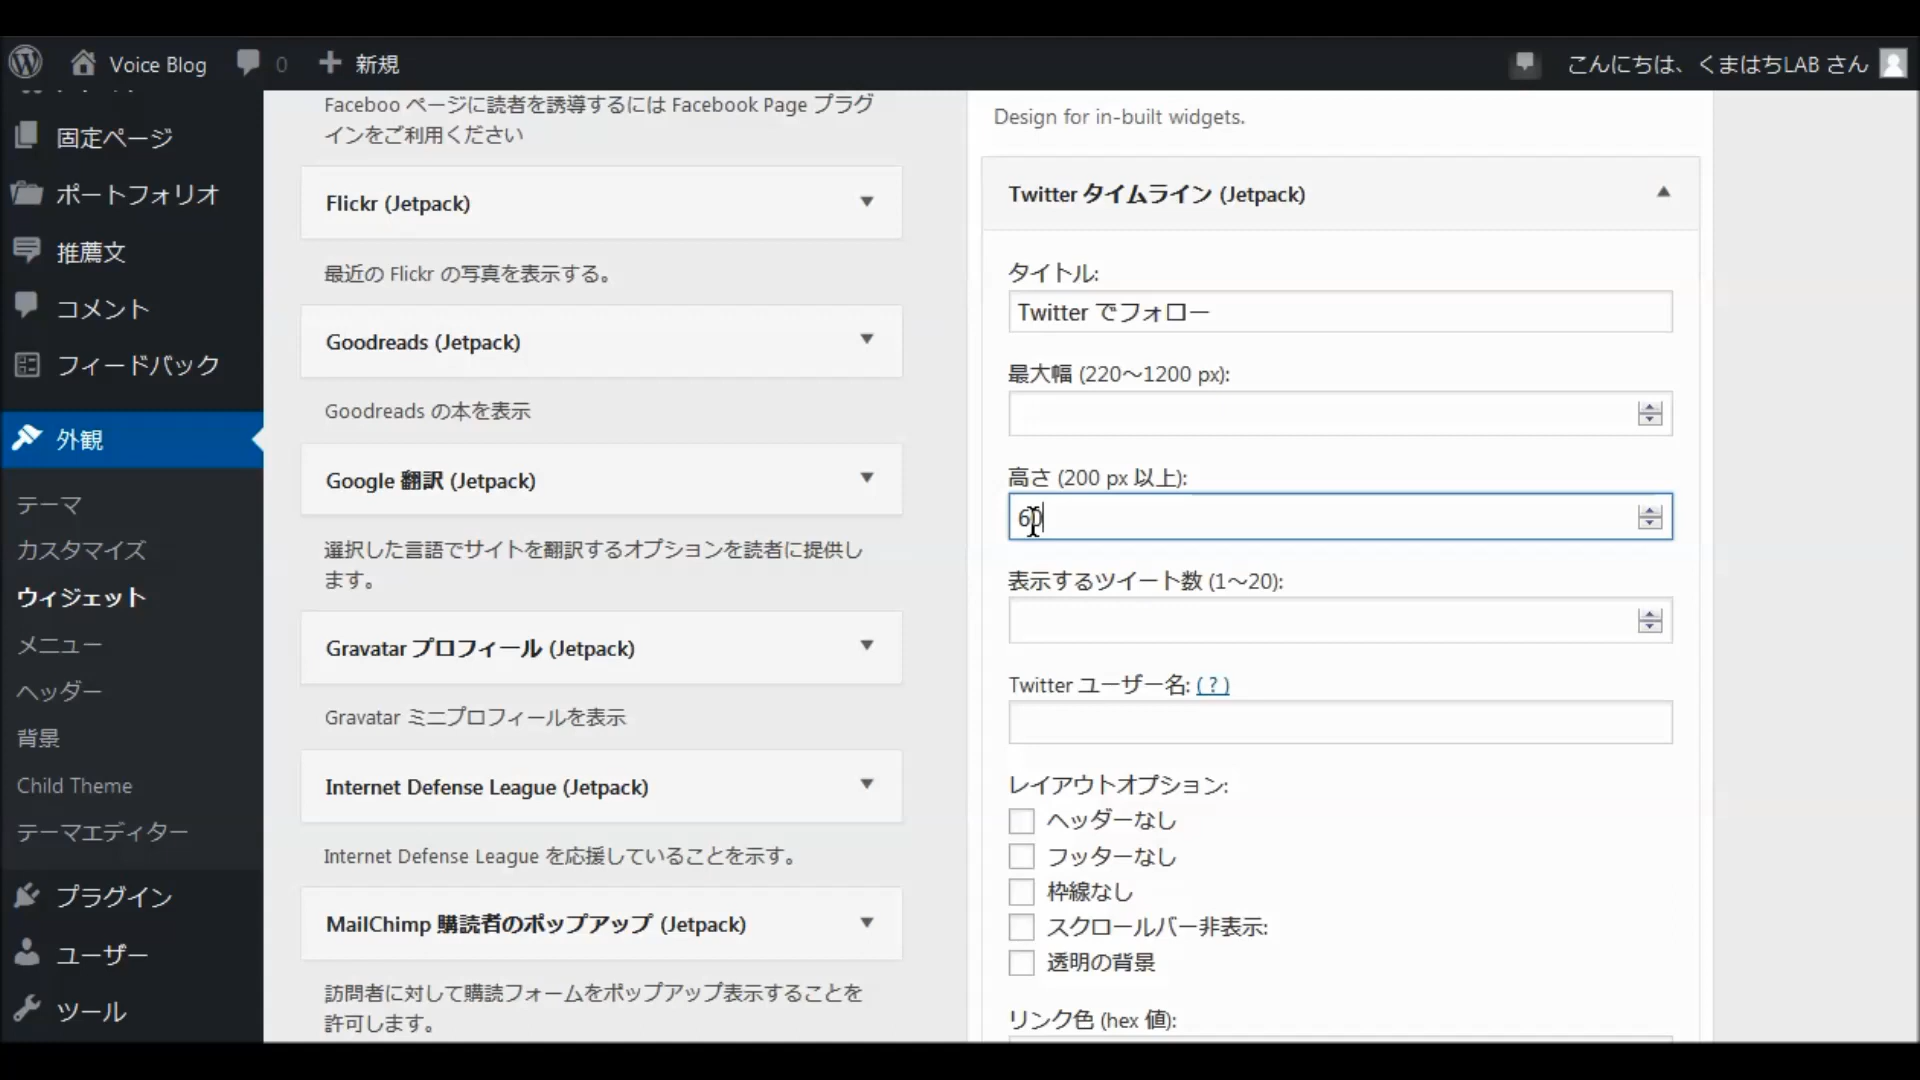 Voice Blog
0
新規
こんにちは、くまはちLAB さん
固定ページ
ポートフォリオ
推薦文
コメント
フィードバック
外観
テーマ
カスタマイズ
ウィジェット
メニュー
ヘッダー
背景
Child Theme
テーマエディター
プラグイン
ユーザー
ツール
Faceboo ページに読者を誘導するには Facebook Page プラグ
インをご利用ください
Flickr (Jetpack)
最近の Flickr の写真を表示する。
Goodreads (Jetpack)
Goodreads の本を表示
Google 翻訳 (Jetpack)
選択した言語でサイトを翻訳するオプションを読者に提供し
ます。
Gravatar プロフィール (Jetpack)
Gravatar ミニプロフィールを表示
Internet Defense League (Jetpack)
Internet Defense League を応援していることを示す。
MailChimp 購読者のポップアップ (Jetpack)
訪問者に対して購読フォームをポップアップ表示することを
許可します。
Design for in-built widgets.
Twitter タイムライン (Jetpack)
タイトル:
Twitter でフォロー
最大幅 (220～1200 px):
高さ (200 px 以上):
60
表示するツイート数 (1～20):
Twitter ユーザー名: ( ? )
レイアウトオプション:
ヘッダーなし
フッターなし
枠線なし
スクロールバー非表示:
透明の背景
リンク色 (hex 値):